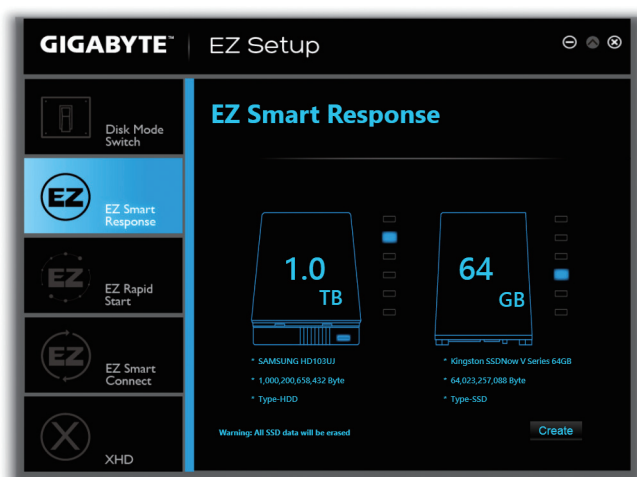 GIGABYTE™ EZ Setup
Disk Mode
Switch
EZ
EZ Smart
Response
EZ
EZ Rapid
Start
EZ
EZ Smart
Connect
X
XHD
EZ Smart Response
1.0
TB
64
GB
* SAMSUNG HD103UJ
* 1,000,200,658,432 Byte
* Type-HDD
* Kingston SSDNow V Series 64GB
* 64,023,257,088 Byte
* Type-SSD
Warning: All SSD data will be erased
Create